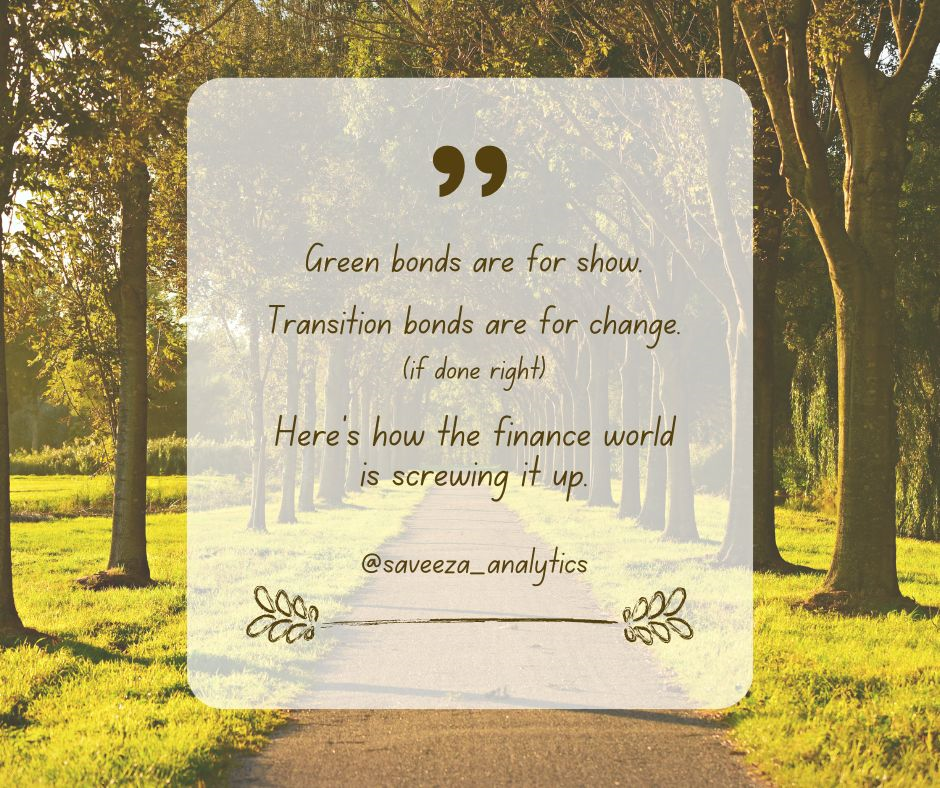 ”
Green bonds are for show.
Transition bonds are for change.
(if done right)
Here's how the finance world
is screwing it up.
@saveeza_analytics